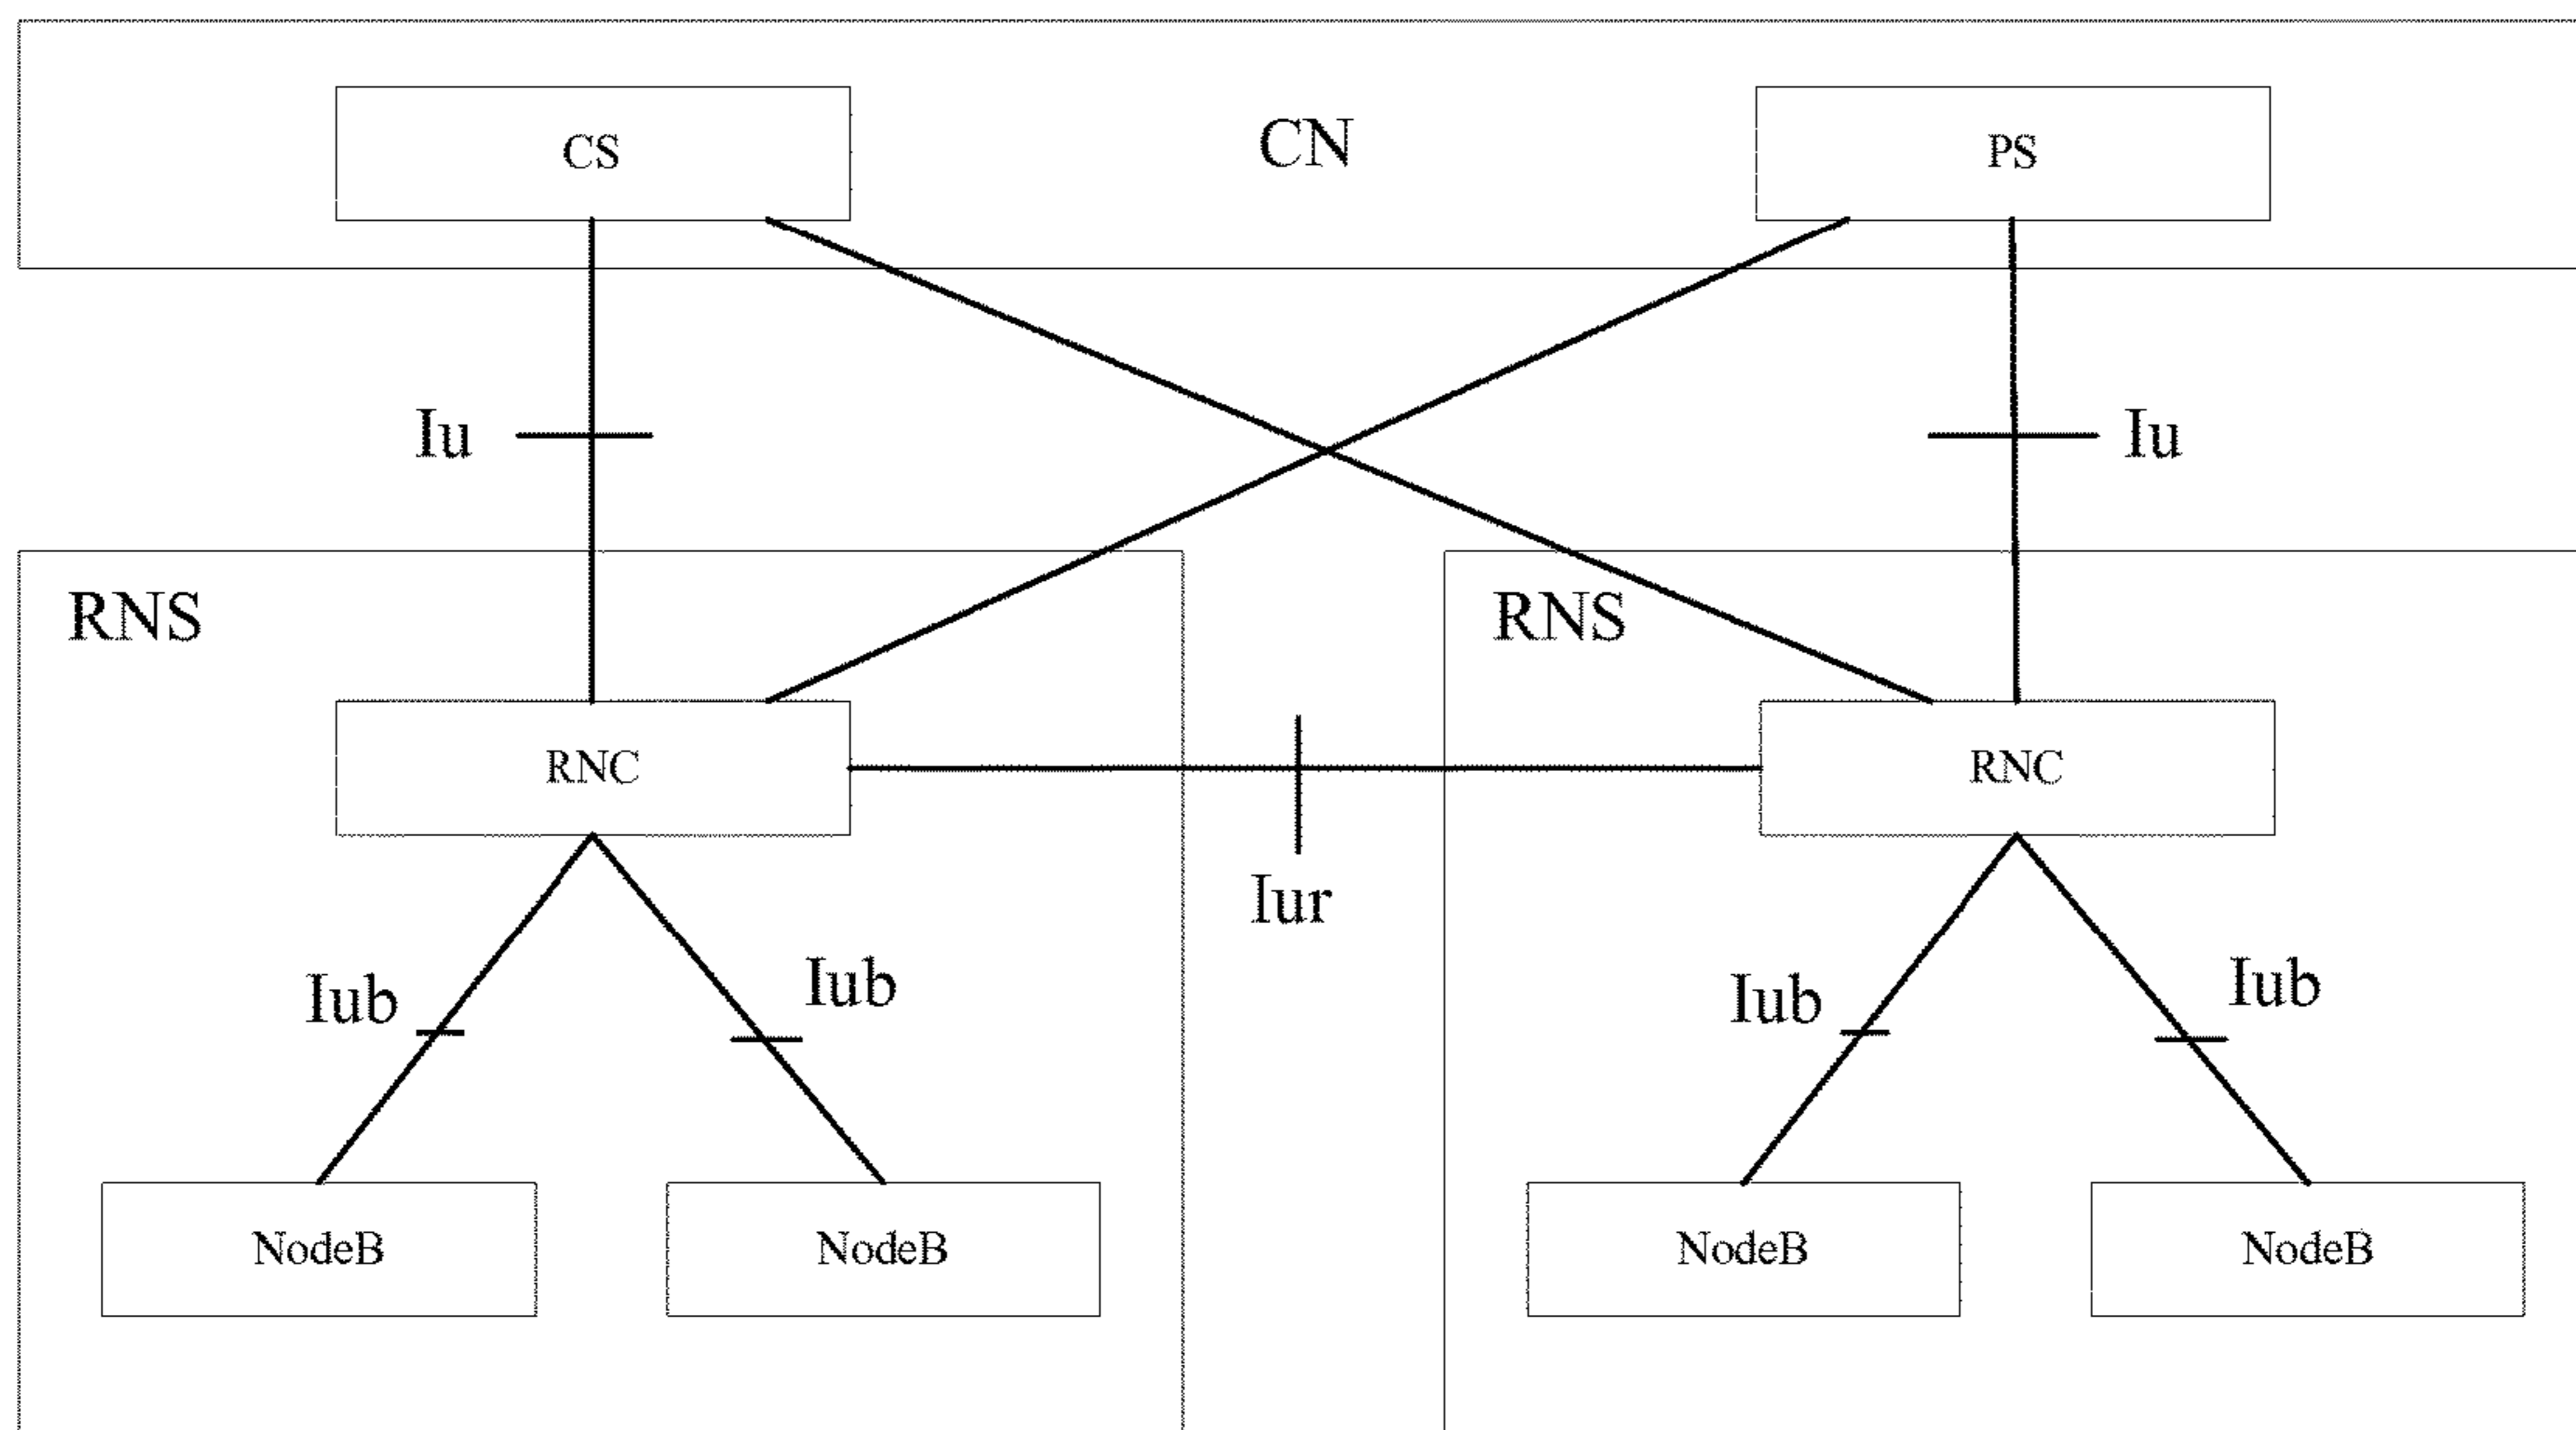 CS
CN
PS
Iu
Iu
RNS
RNS
RNC
RNC
Iur
Iub
Iub
Iub
Iub
NodeB
NodeB
NodeB
NodeB